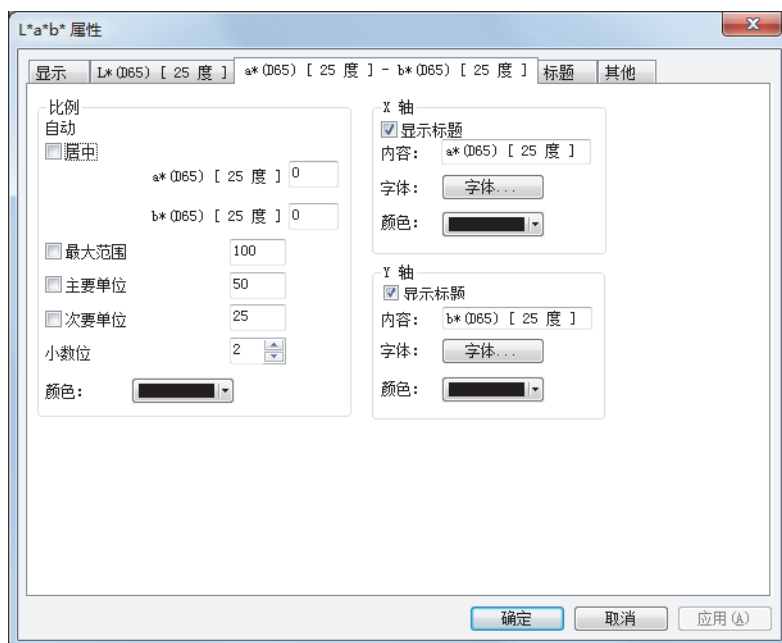 L*a*b* 属性
显示 L*(D65) [ 25 度 ] a*(D65) [ 25 度 ] - b*(D65) [ 25 度 ] 标题 其他
比例
自动
居中
a*(D65) [ 25 度 ] 0
b*(D65) [ 25 度 ] 0
最大范围 100
主要单位 50
次要单位 25
小数位 2
颜色:
X 轴
显示标题
内容: a*(D65) [ 25 度 ]
字体: 字体...
颜色:
Y 轴
显示标题
内容: b*(D65) [ 25 度 ]
字体: 字体...
颜色:
确定 取消 应用(A)